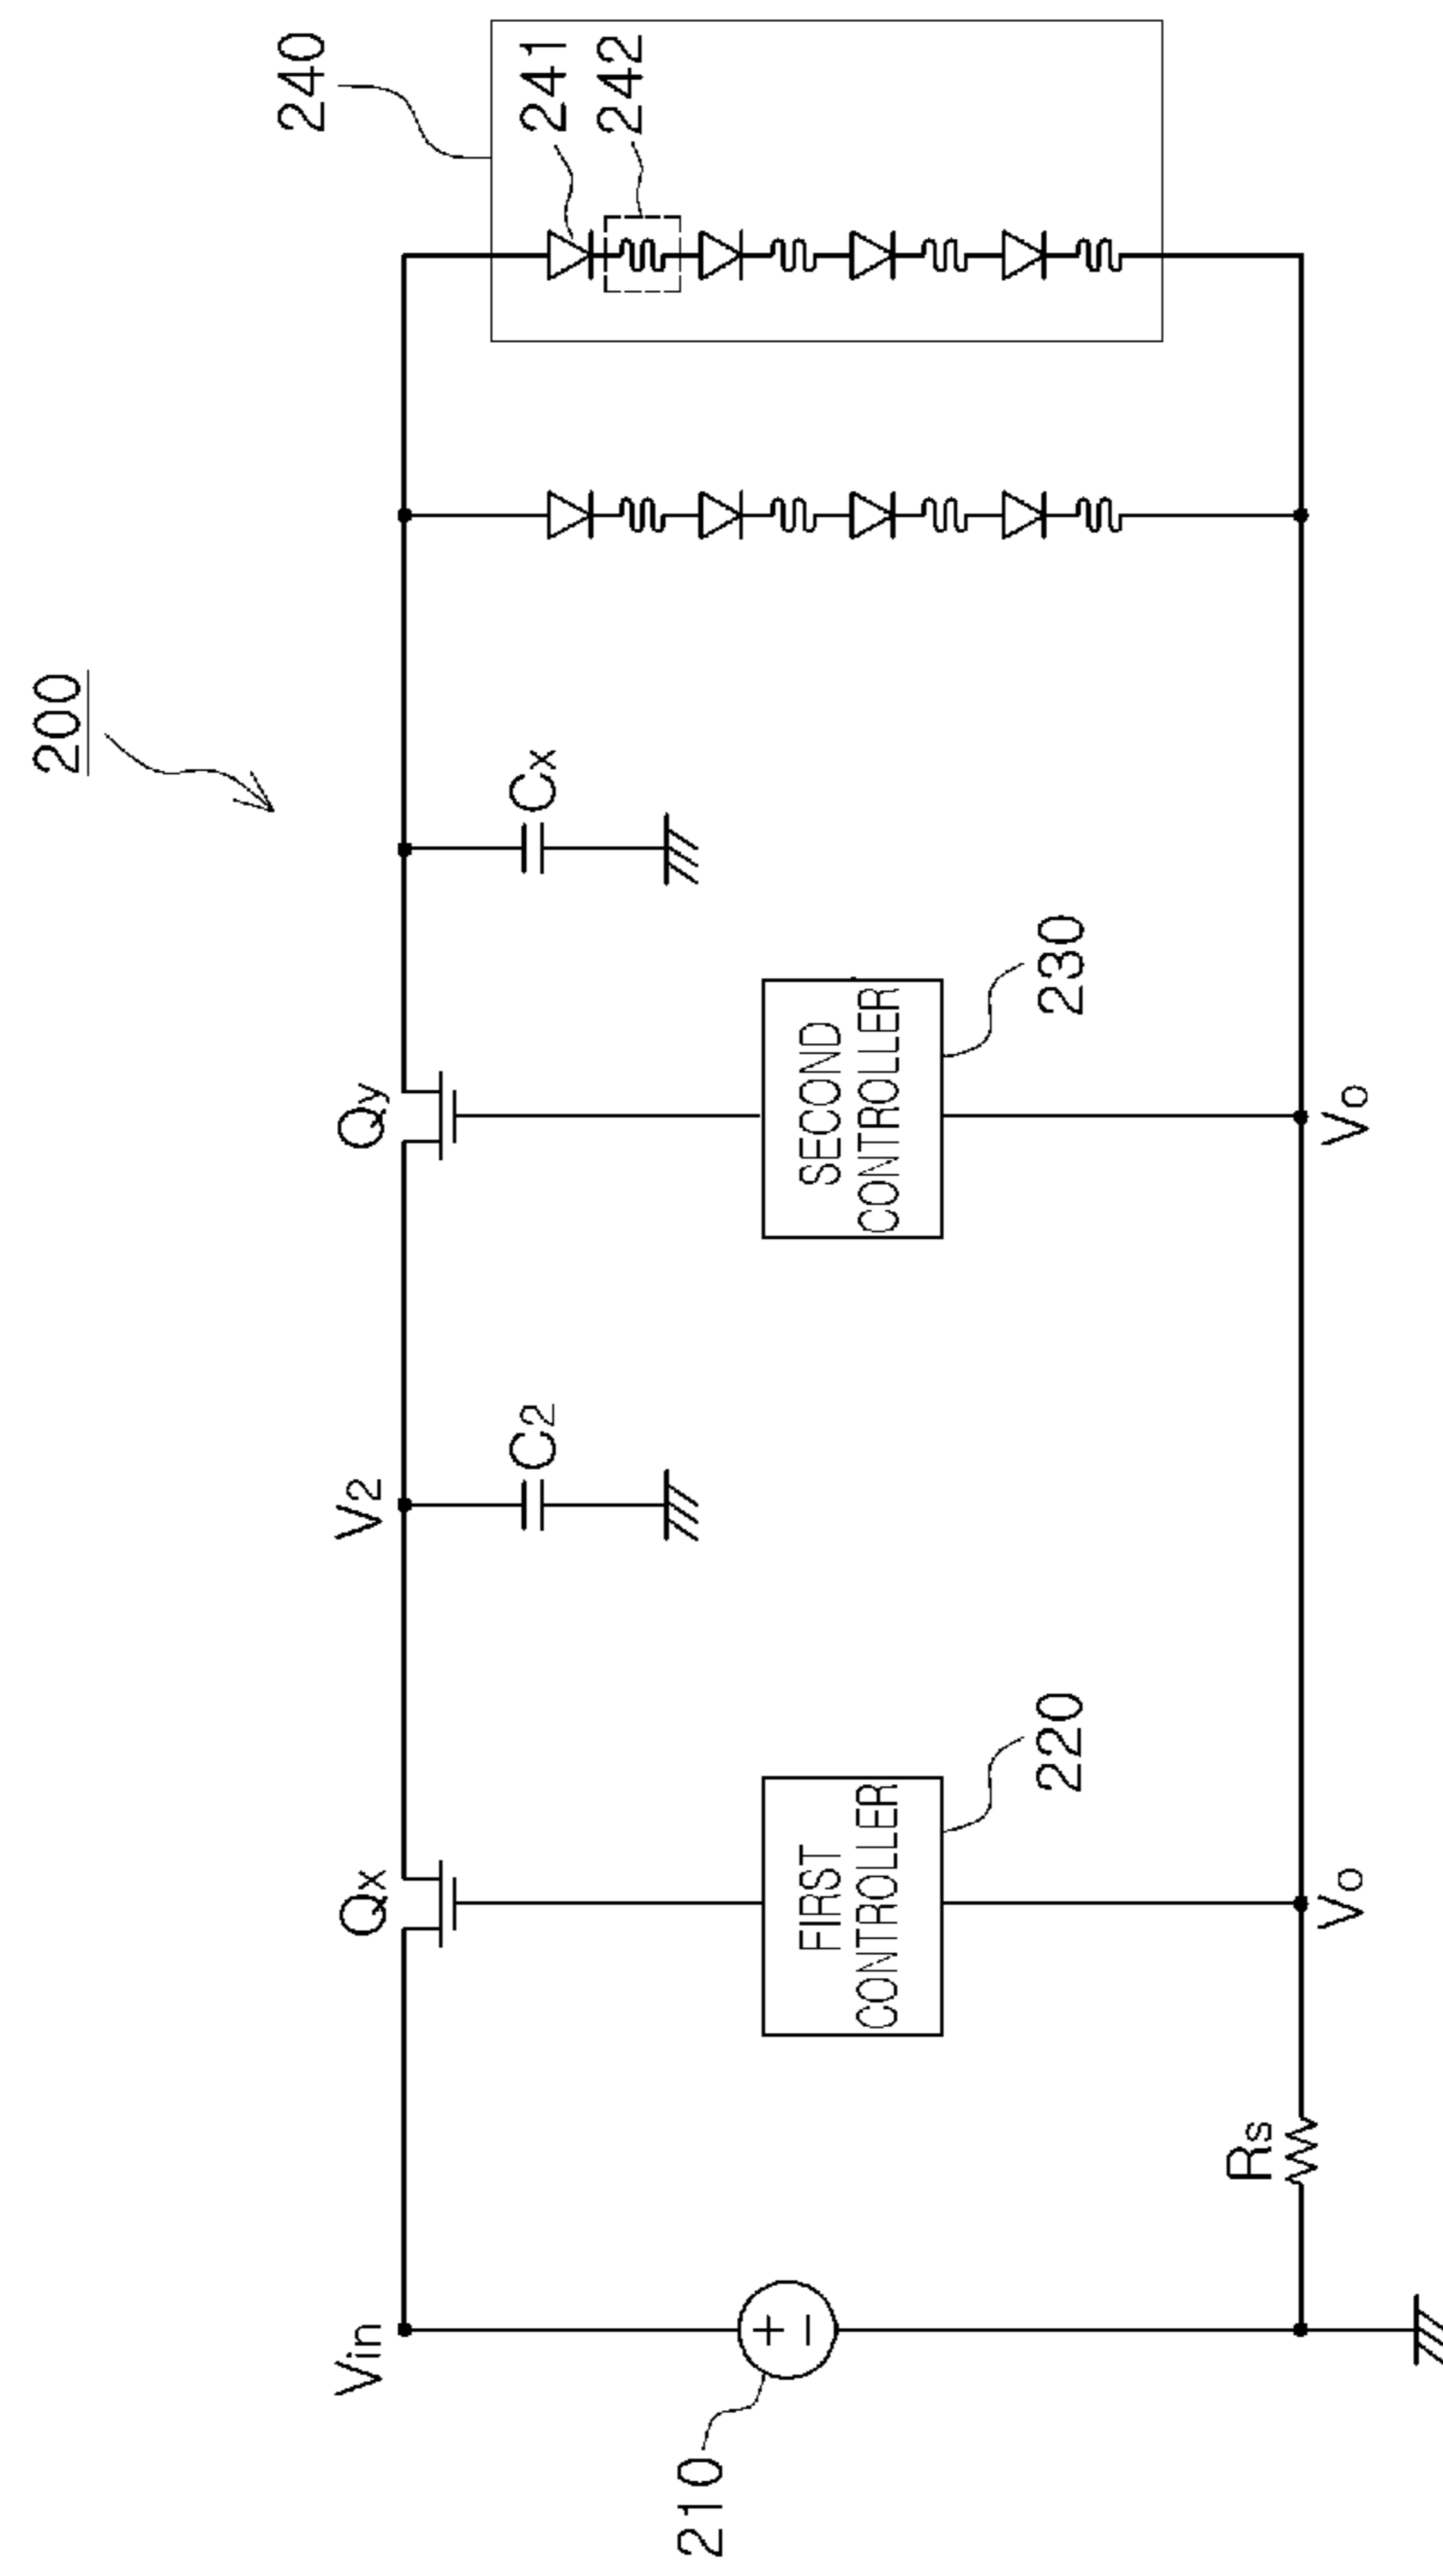 200
240
241
242
Vin
Qx
V2
Qy
C2
Cx
210
FIRST
CONTROLLER
220
SECOND
CONTROLLER
230
Rs
Vo
Vo